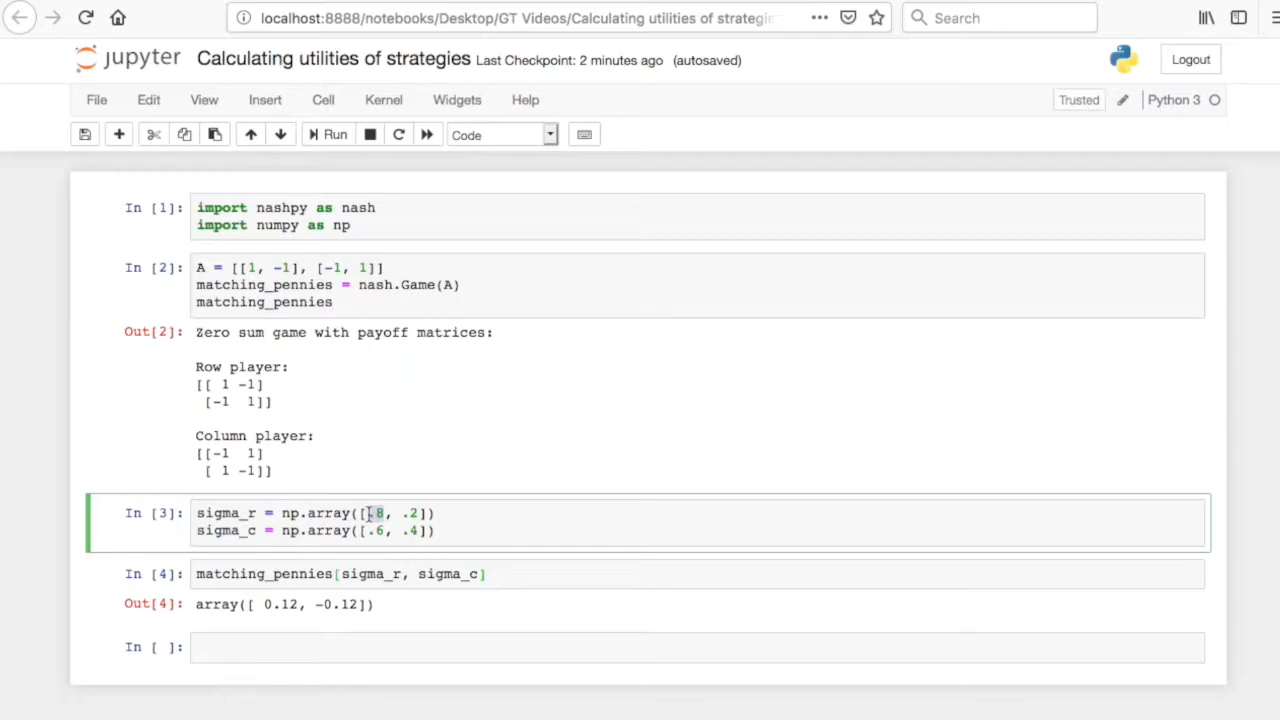 localhost:8888/notebooks/Desktop/GT Videos/Calculating utilities of strategie
Search
jupyter Calculating utilities of strategies Last Checkpoint: 2 minutes ago (autosaved)
Logout
File Edit View Insert Cell Kernel Widgets Help
Trusted Python 3
Run Code
In [1]: import nashpy as nash
import numpy as np
In [2]: A = [[1, -1], [-1, 1]]
matching_pennies = nash.Game(A)
matching_pennies
Out[2]: Zero sum game with payoff matrices:
Row player:
[[ 1 -1]
[-1 1]]
Column player:
[[-1 1]
[ 1 -1]]
In [3]: sigma_r = np.array([.8, .2])
sigma_c = np.array([.6, .4])
In [4]: matching_pennies[sigma_r, sigma_c]
Out[4]: array([ 0.12, -0.12])
In [ ]: